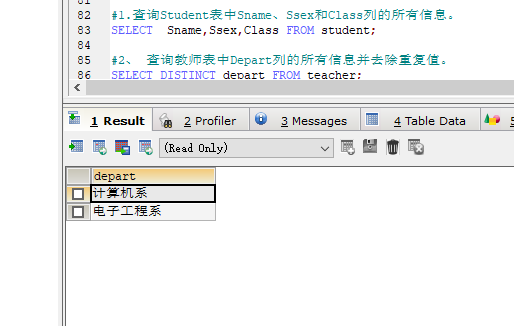 82 #1.查询Student表中Sname、Ssex和Class列的所有信息。
83 SELECT  Sname,Ssex,Class FROM student;
84
85 #2、 查询教师表中Depart列的所有信息并去除重复值。
86 SELECT DISTINCT depart FROM teacher;
1 Result 2 Profiler 3 Messages 4 Table Data
(Read Only)
depart
计算机系
电子工程系